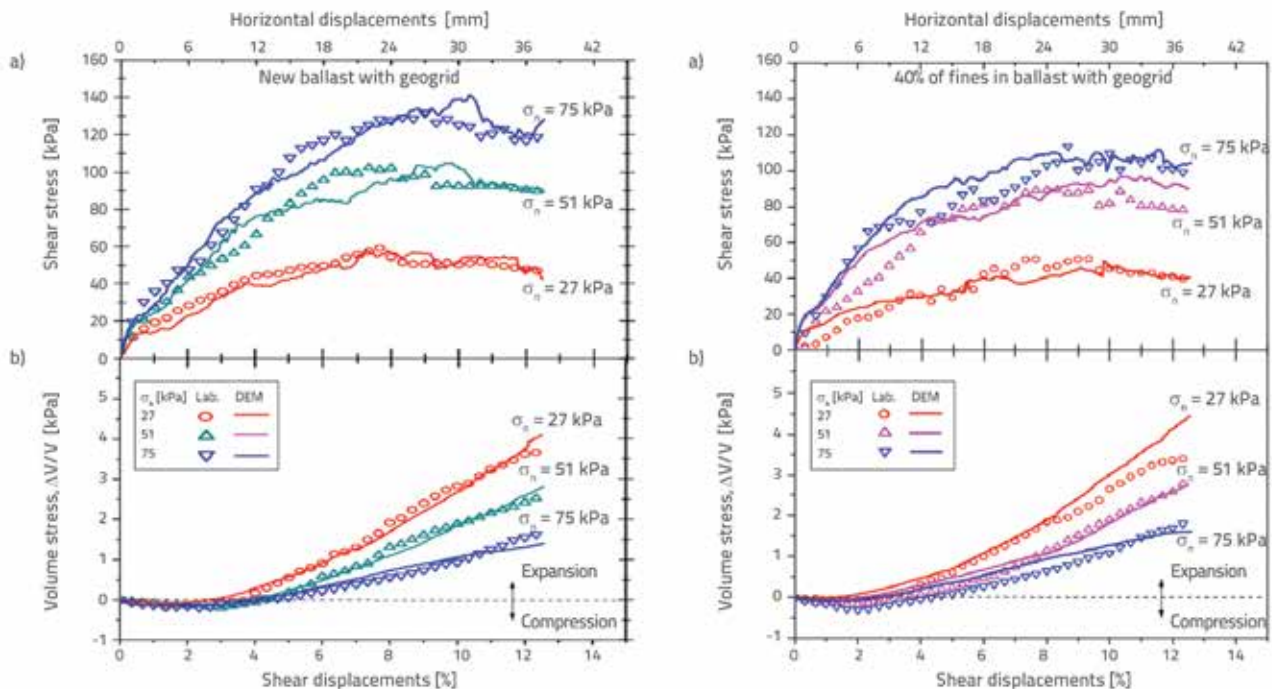 Horizontal displacements [mm]
0 6 12 18 24 30 36 42
a)
160
140
120
100
80
60
40
20
0
Shear stress [kPa]
New ballast with geogrid
σn = 75 kPa
σn = 51 kPa
σn = 27 kPa
b)
5
4
3
2
1
0
-1
Volume stress, ΔV/V [kPa]
σn [kPa] Lab. DEM
27
51
75
σn = 27 kPa
σn = 51 kPa
σn = 75 kPa
Expansion
Compression
0 2 4 6 8 10 12 14
Shear displacements [%]
Horizontal displacements [mm]
0 6 12 18 24 30 36 42
a)
160
140
120
100
80
60
40
20
0
Shear stress [kPa]
40% of fines in ballast with geogrid
σn = 75 kPa
σn = 51 kPa
σn = 27 kPa
b)
5
4
3
2
1
0
-1
Volume stress, ΔV/V [kPa]
σn [kPa] Lab. DEM
27
51
75
σn = 27 kPa
σn = 51 kPa
σn = 75 kPa
Expansion
Compression
0 2 4 6 8 10 12 14
Shear displacements [%]